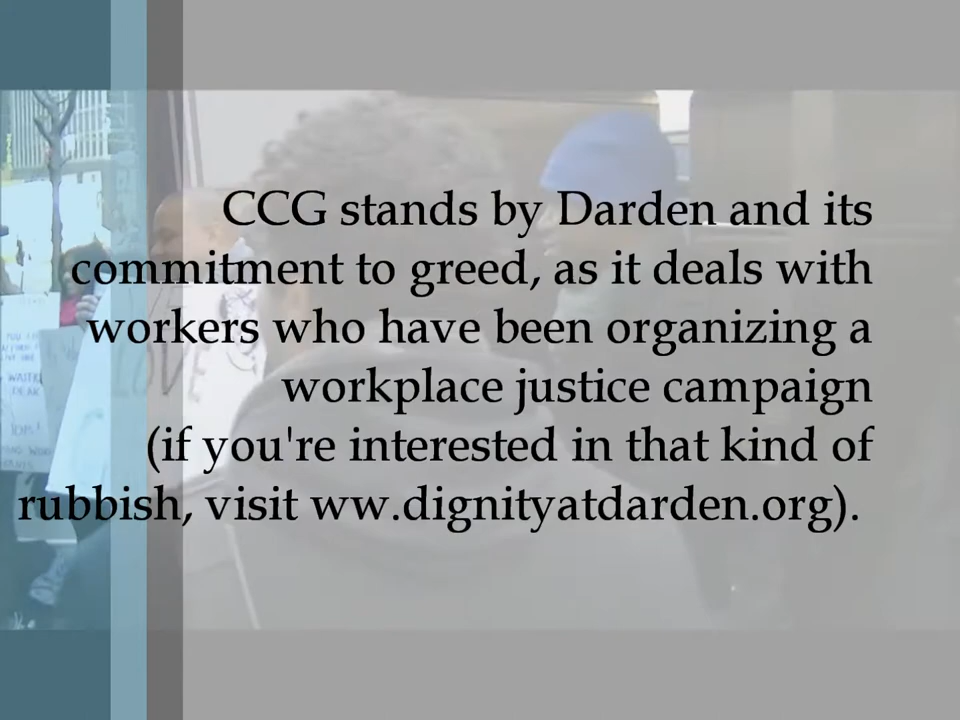 CCG stands by Darden and its
commitment to greed, as it deals with
workers who have been organizing a
workplace justice campaign
(if you're interested in that kind of
rubbish, visit ww.dignityatdarden.org).